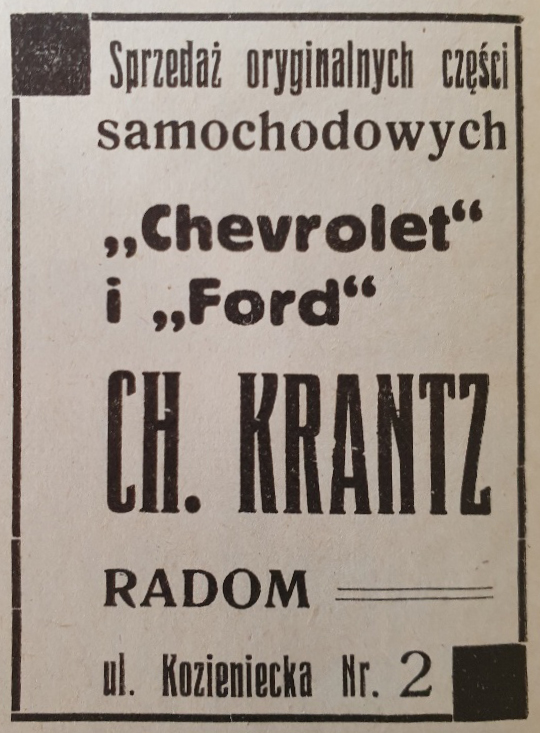 Sprzedaż oryginalnych części
samochodowych
„Chevrolet“
i „Ford“
CH. KRANTZ
RADOM
ul. Kozieniecka Nr. 2